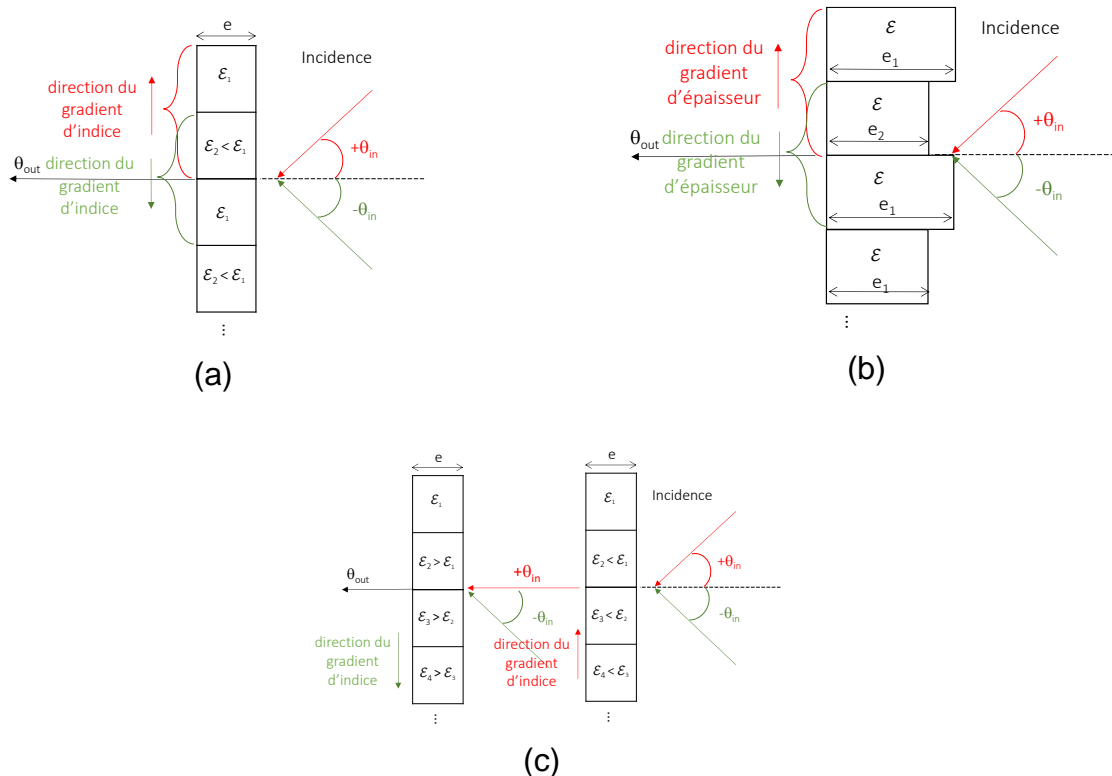 e
Incidence
direction du
gradient
d'indice
ε₁
ε₂ < ε₁
+θin
θout
direction du
gradient
d'indice
ε₁
-θin
ε₂ < ε₁
...
(a)
ε
Incidence
direction du
gradient
d'épaisseur
e₁
ε
e₂
+θin
θout
direction du
gradient
d'épaisseur
ε
e₁
-θin
ε
e₁
...
(b)
e
e
ε₁
ε₁
Incidence
ε₂ > ε₁
+θin
ε₂ < ε₁
+θin
θout
ε₃ > ε₂
-θin
ε₃ < ε₂
-θin
direction du
gradient
d'indice
ε₄ > ε₃
direction du
gradient
d'indice
ε₄ < ε₃
...
...
(c)